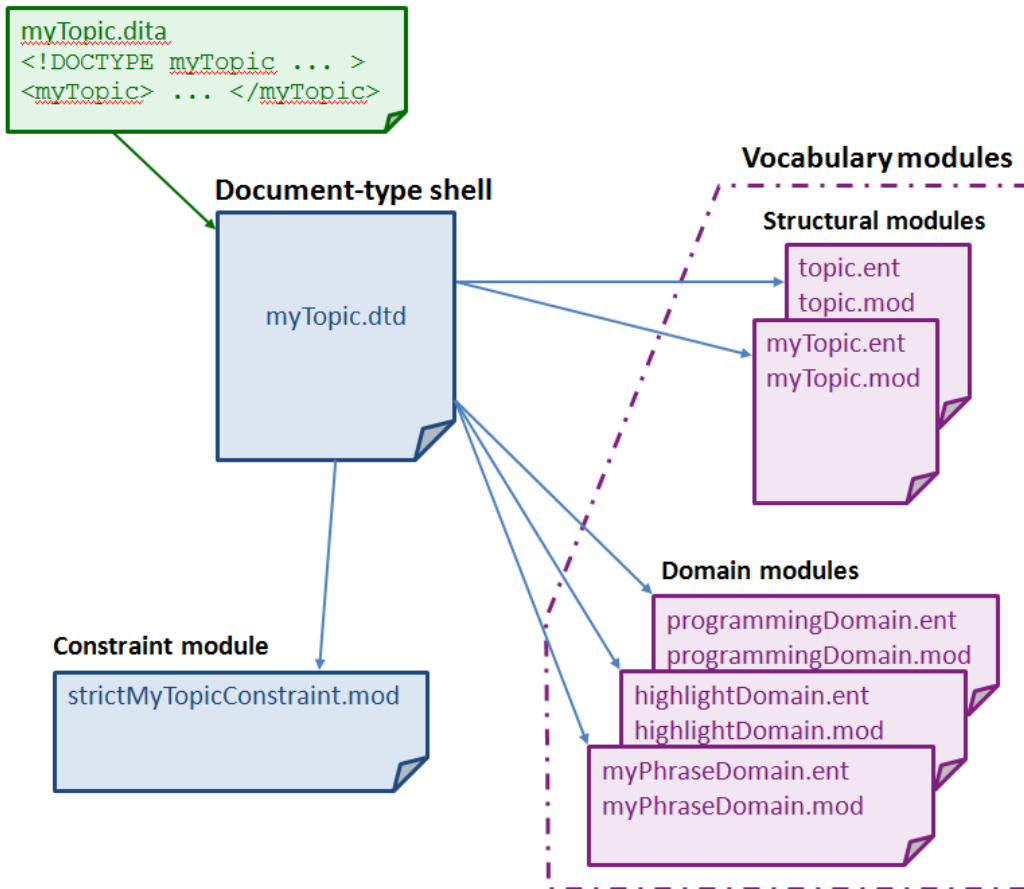 myTopic.dita
<!DOCTYPE myTopic ... >
<myTopic> ... </myTopic>
Document-type shell
myTopic.dtd
Vocabulary modules
Structural modules
topic.ent
topic.mod
myTopic.ent
myTopic.mod
Domain modules
programmingDomain.ent
programmingDomain.mod
highlightDomain.ent
highlightDomain.mod
myPhraseDomain.ent
myPhraseDomain.mod
Constraint module
strictMyTopicConstraint.mod